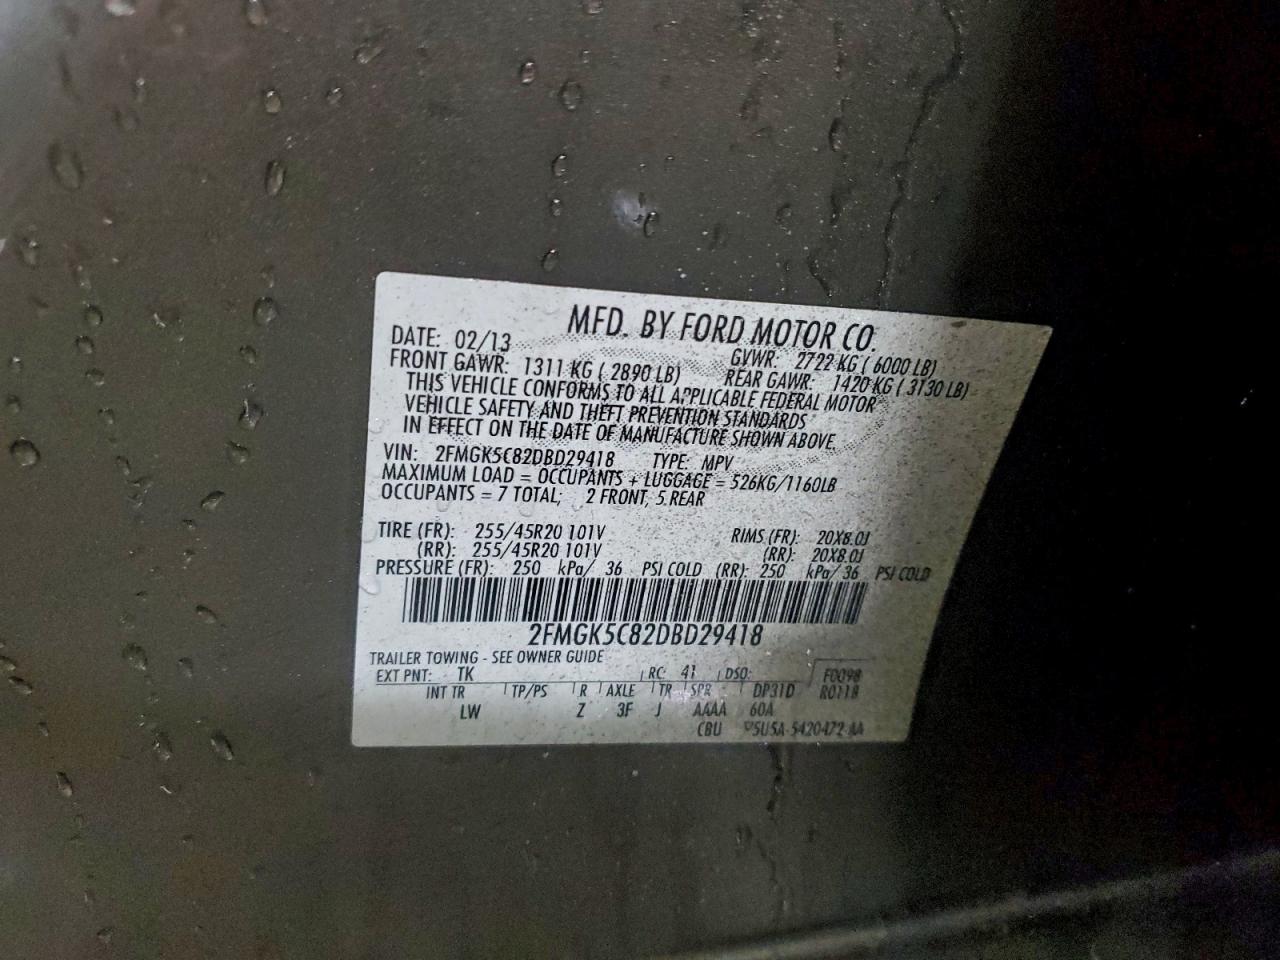 MFD. BY FORD MOTOR CO.
DATE: 02/13 GVWR: 2722 KG ( 6000 LB)
FRONT GAWR: 1311 KG ( 2890 LB) REAR GAWR: 1420 KG ( 3130 LB)
THIS VEHICLE CONFORMS TO ALL APPLICABLE FEDERAL MOTOR
VEHICLE SAFETY AND THEFT PREVENTION STANDARDS
IN EFFECT ON THE DATE OF MANUFACTURE SHOWN ABOVE.
VIN: 2FMGK5C82DBD29418 TYPE: MPV
MAXIMUM LOAD = OCCUPANTS + LUGGAGE = 526KG/1160LB
OCCUPANTS = 7 TOTAL; 2 FRONT, 5 REAR
TIRE (FR): 255/45R20 101V RIMS (FR): 20X8.0J
(RR): 255/45R20 101V (RR): 20X8.0J
PRESSURE (FR): 250 kPa/ 36 PSI COLD (RR): 250 kPa/ 36 PSI COLD
2FMGK5C82DBD29418
TRAILER TOWING - SEE OWNER GUIDE
EXT PNT: TK RC: 41 DSO: F0098
INT TR TP/PS R AXLE TR SPR DP31D R0118
LW Z 3F J AAAA 60A
CBU 5U5A-5420472-AA